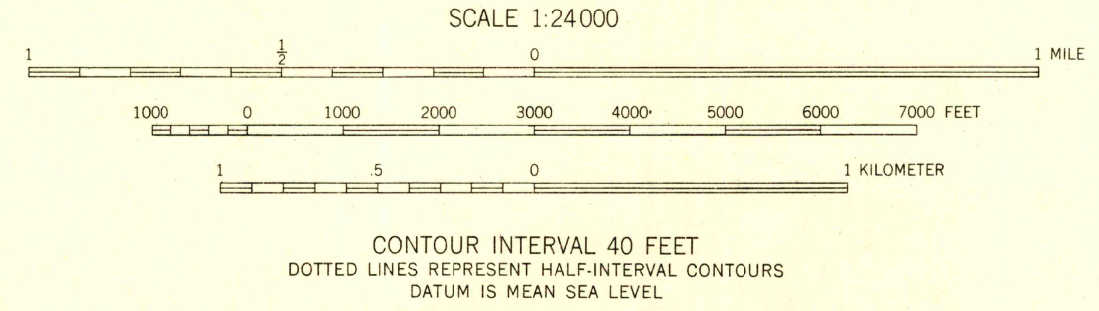 SCALE 1:24000
1 1/2 0 1 MILE
1000 0 1000 2000 3000 4000 5000 6000 7000 FEET
1 .5 0 1 KILOMETER
CONTOUR INTERVAL 40 FEET
DOTTED LINES REPRESENT HALF-INTERVAL CONTOURS
DATUM IS MEAN SEA LEVEL